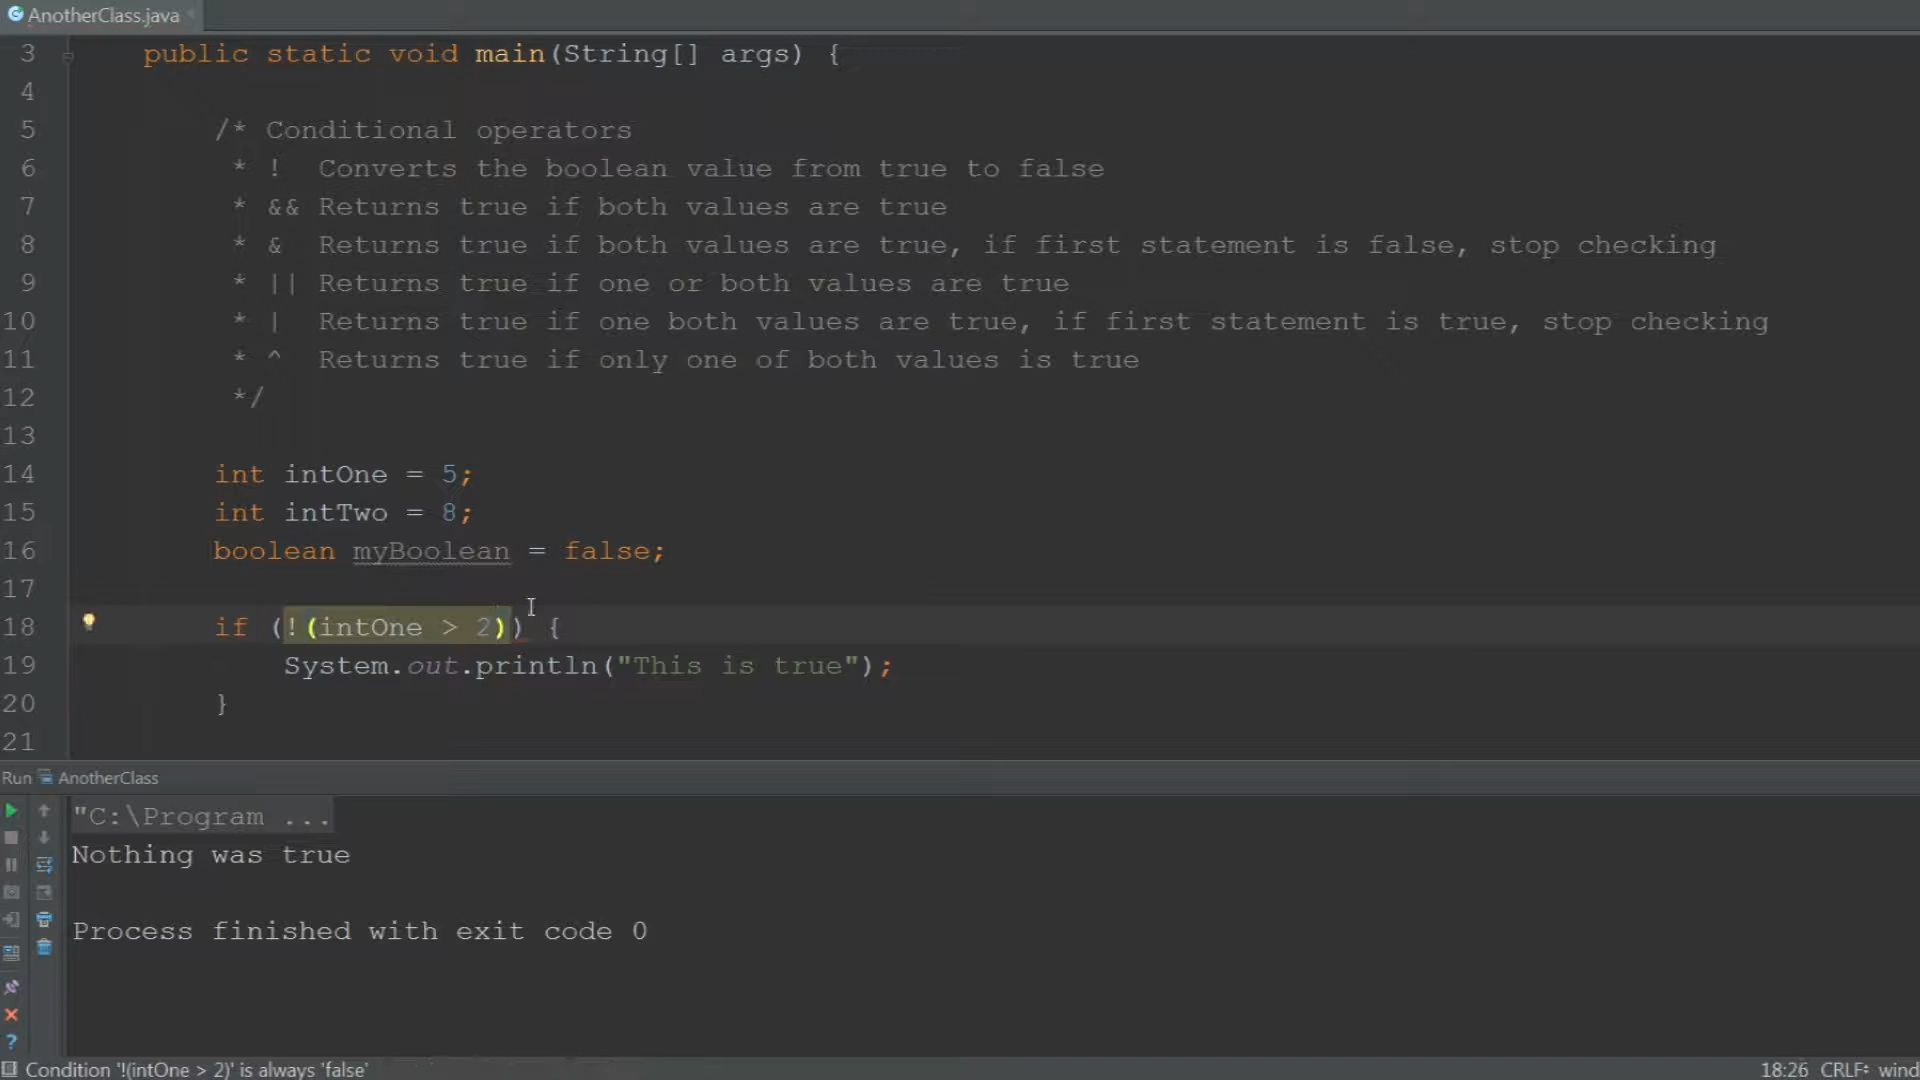 AnotherClass.java
3 public static void main(String[] args) {
4
5 /* Conditional operators
6 * ! Converts the boolean value from true to false
7 * && Returns true if both values are true
8 * & Returns true if both values are true, if first statement is false, stop checking
9 * || Returns true if one or both values are true
10 * | Returns true if one both values are true, if first statement is true, stop checking
11 * ^ Returns true if only one of both values is true
12 */
13
14 int intOne = 5;
15 int intTwo = 8;
16 boolean myBoolean = false;
17
18 if (!(intOne > 2)) {
19 System.out.println("This is true");
20 }
21
Run AnotherClass
"C:\Program ...
Nothing was true
Process finished with exit code 0
Condition '!(intOne > 2)' is always 'false' 18:26 CRLF÷ wind